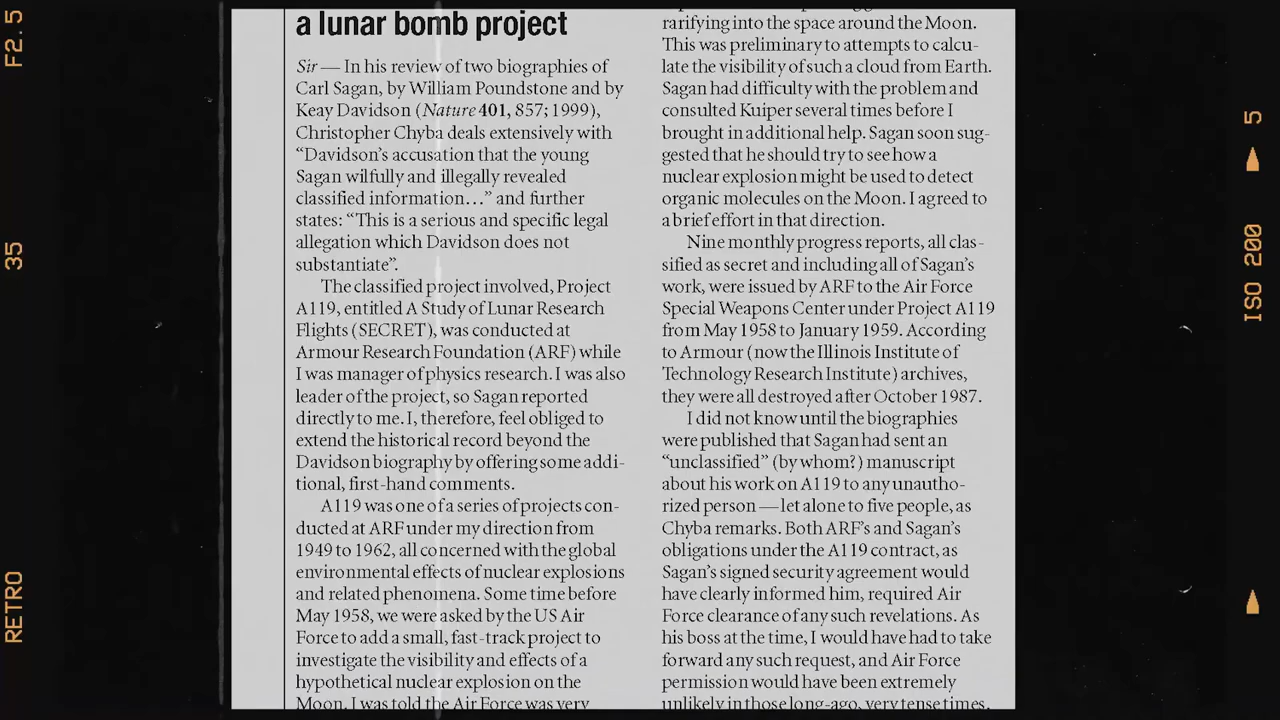 F2.5
35
RETRO
a lunar bomb project
Sir — In his review of two biographies of
Carl Sagan, by William Poundstone and by
Keay Davidson (Nature 401, 857; 1999),
Christopher Chyba deals extensively with
“Davidson’s accusation that the young
Sagan wilfully and illegally revealed
classified information…” and further
states: “This is a serious and specific legal
allegation which Davidson does not
substantiate”.
The classified project involved, Project
A119, entitled A Study of Lunar Research
Flights (SECRET), was conducted at
Armour Research Foundation (ARF) while
I was manager of physics research. I was also
leader of the project, so Sagan reported
directly to me. I, therefore, feel obliged to
extend the historical record beyond the
Davidson biography by offering some addi-
tional, first-hand comments.
A119 was one of a series of projects con-
ducted at ARF under my direction from
1949 to 1962, all concerned with the global
environmental effects of nuclear explosions
and related phenomena. Some time before
May 1958, we were asked by the US Air
Force to add a small, fast-track project to
investigate the visibility and effects of a
hypothetical nuclear explosion on the
Moon. I was told the Air Force was very
rarifying into the space around the Moon.
This was preliminary to attempts to calcu-
late the visibility of such a cloud from Earth.
Sagan had difficulty with the problem and
consulted Kuiper several times before I
brought in additional help. Sagan soon sug-
gested that he should try to see how a
nuclear explosion might be used to detect
organic molecules on the Moon. I agreed to
a brief effort in that direction.
Nine monthly progress reports, all clas-
sified as secret and including all of Sagan’s
work, were issued by ARF to the Air Force
Special Weapons Center under Project A119
from May 1958 to January 1959. According
to Armour (now the Illinois Institute of
Technology Research Institute) archives,
they were all destroyed after October 1987.
I did not know until the biographies
were published that Sagan had sent an
“unclassified” (by whom?) manuscript
about his work on A119 to any unautho-
rized person — let alone to five people, as
Chyba remarks. Both ARF’s and Sagan’s
obligations under the A119 contract, as
Sagan’s signed security agreement would
have clearly informed him, required Air
Force clearance of any such revelations. As
his boss at the time, I would have had to take
forward any such request, and Air Force
permission would have been extremely
unlikely in those long-ago, very tense times.
5
ISO 200